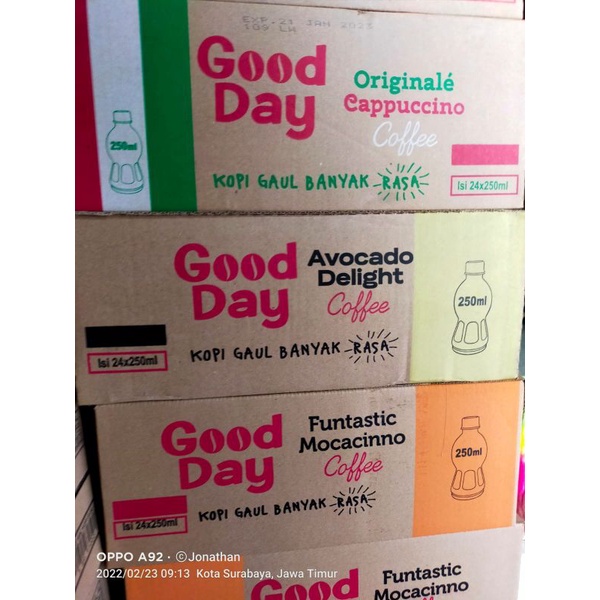 EXP. 21 JAN 2023
109 LH
Good
Day
Originalé
Cappuccino
Coffee
250ml
KOPI GAUL BANYAK RASA
Isi 24x250ml
Good
Day
Avocado
Delight
Coffee
250ml
KOPI GAUL BANYAK RASA
Isi 24x250ml
Good
Day
Funtastic
Mocacinno
Coffee
250ml
KOPI GAUL BANYAK RASA
Isi 24x250ml
Good
Funtastic
Mocacinno
OPPO A92 · ©Jonathan
2022/02/23 09:13 Kota Surabaya, Jawa Timur